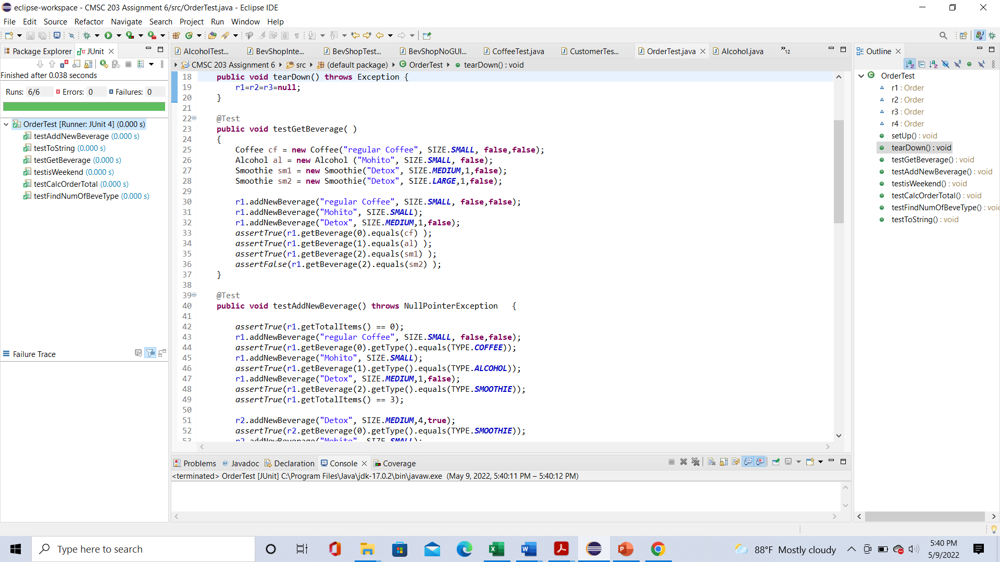 eclipse-workspace - CMSC 203 Assignment 6/src/OrderTest.java - Eclipse IDE
File Edit Source Refactor Navigate Search Project Run Window Help
Package Explorer JUnit
AlcoholTest... BevShopInte... BevShopTest... BevShopNoGUI... CoffeeTest.java CustomerTes... OrderTest.java Alcohol.java »12
Outline
CMSC 203 Assignment 6 src (default package) OrderTest tearDown() : void
Finished after 0.038 seconds
Runs: 6/6 Errors: 0 Failures: 0
OrderTest [Runner: JUnit 4] (0.000 s)
testAddNewBeverage (0.000 s)
testToString (0.000 s)
testGetBeverage (0.000 s)
testisWeekend (0.000 s)
testCalcOrderTotal (0.000 s)
testFindNumOfBeveType (0.000 s)
Failure Trace
18 public void tearDown() throws Exception {
19 r1=r2=r3=null;
20 }
21
22 @Test
23 public void testGetBeverage( )
24 {
25 Coffee cf = new Coffee("regular Coffee", SIZE.SMALL, false,false);
26 Alcohol al = new Alcohol ("Mohito", SIZE.SMALL, false);
27 Smoothie sm1 = new Smoothie("Detox", SIZE.MEDIUM,1,false);
28 Smoothie sm2 = new Smoothie("Detox", SIZE.LARGE,1,false);
29
30 r1.addNewBeverage("regular Coffee", SIZE.SMALL, false,false);
31 r1.addNewBeverage("Mohito", SIZE.SMALL);
32 r1.addNewBeverage("Detox", SIZE.MEDIUM,1,false);
33 assertTrue(r1.getBeverage(0).equals(cf) );
34 assertTrue(r1.getBeverage(1).equals(al) );
35 assertTrue(r1.getBeverage(2).equals(sm1) );
36 assertFalse(r1.getBeverage(2).equals(sm2) );
37 }
38
39 @Test
40 public void testAddNewBeverage() throws NullPointerException {
41
42 assertTrue(r1.getTotalItems() == 0);
43 r1.addNewBeverage("regular Coffee", SIZE.SMALL, false,false);
44 assertTrue(r1.getBeverage(0).getType().equals(TYPE.COFFEE));
45 r1.addNewBeverage("Mohito", SIZE.SMALL);
46 assertTrue(r1.getBeverage(1).getType().equals(TYPE.ALCOHOL));
47 r1.addNewBeverage("Detox", SIZE.MEDIUM,1,false);
48 assertTrue(r1.getBeverage(2).getType().equals(TYPE.SMOOTHIE));
49 assertTrue(r1.getTotalItems() == 3);
50
51 r2.addNewBeverage("Detox", SIZE.MEDIUM,4,true);
52 assertTrue(r2.getBeverage(0).getType().equals(TYPE.SMOOTHIE));
53 r2.addNewBeverage("Mohito", SIZE.SMALL);
OrderTest
r1 : Order
r2 : Order
r3 : Order
r4 : Order
setUp() : void
tearDown() : void
testGetBeverage() : void
testAddNewBeverage() : void
testisWeekend() : void
testCalcOrderTotal() : void
testFindNumOfBeveType() : voi
testToString() : void
Problems @ Javadoc Declaration Console Coverage
<terminated> OrderTest [JUnit] C:\Program Files\Java\jdk-17.0.2\bin\javaw.exe (May 9, 2022, 5:40:11 PM – 5:40:12 PM)
Type here to search
88°F Mostly cloudy
5:40 PM
5/9/2022